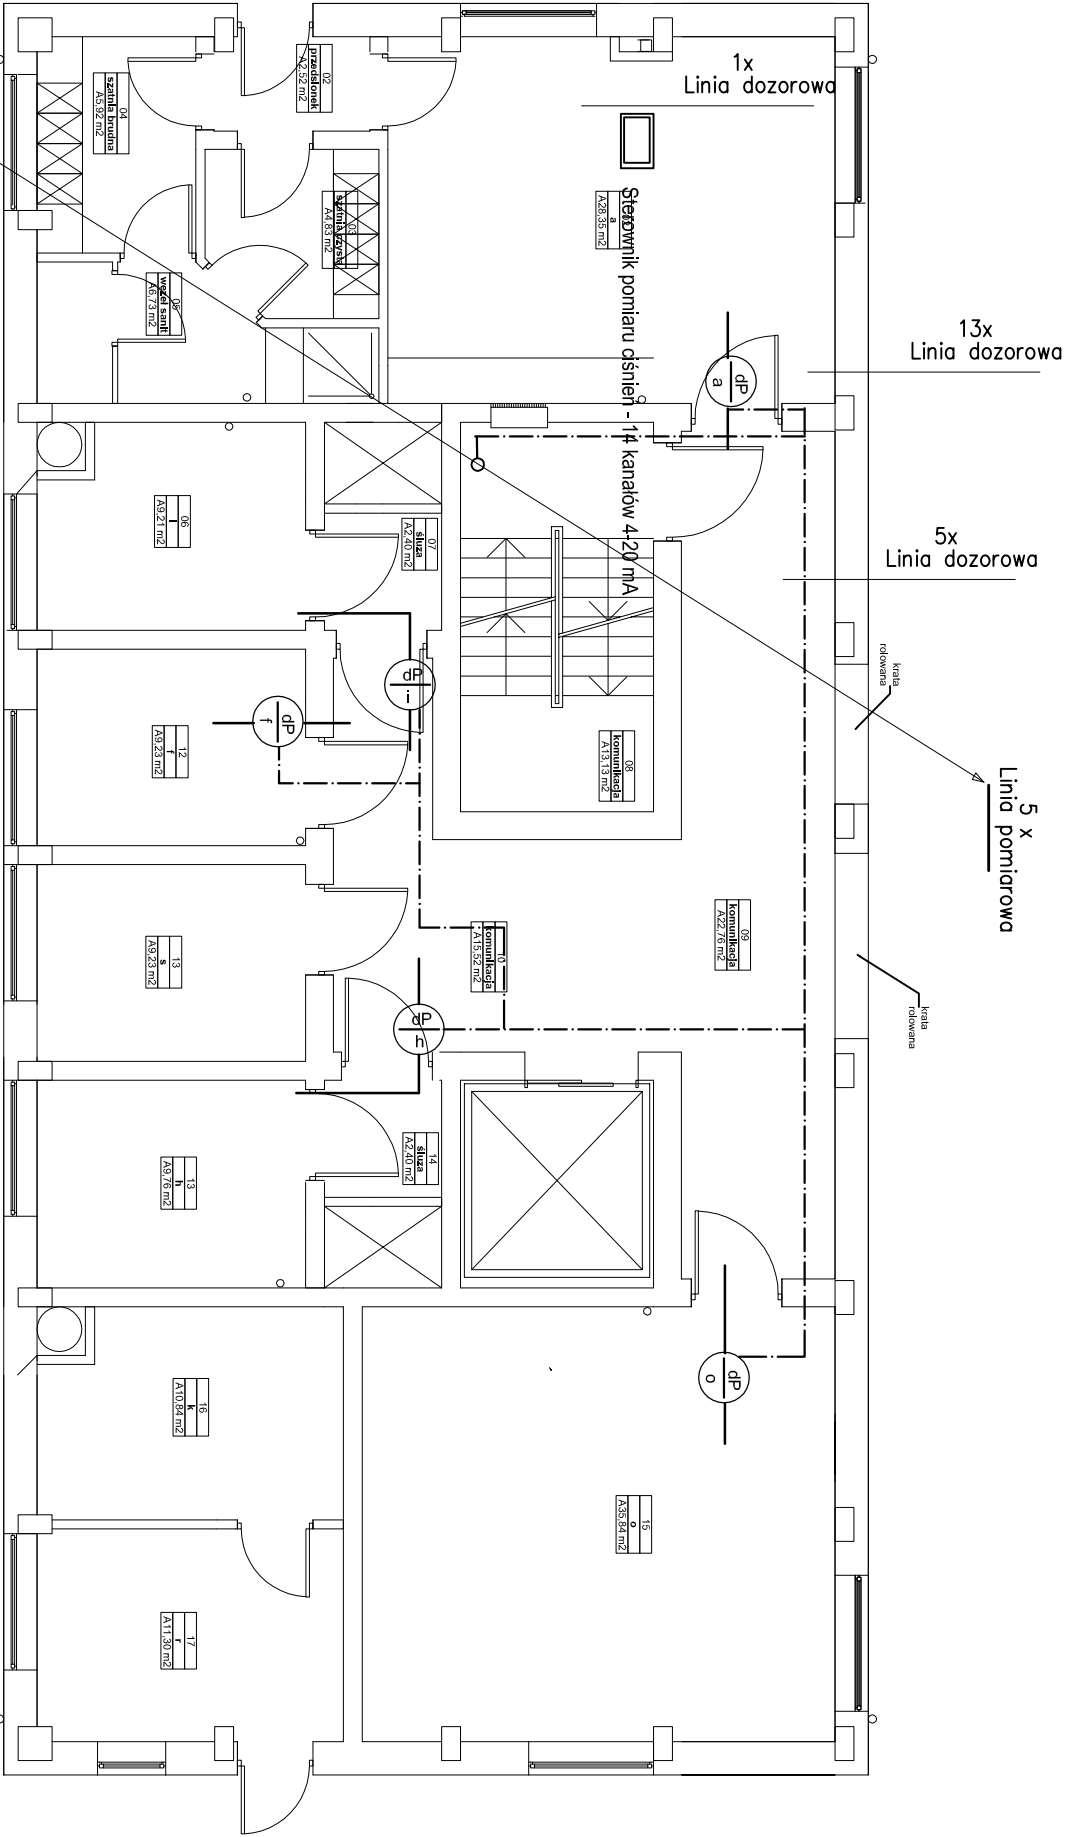 1x
Linia dozorowa
13x
Linia dozorowa
5x
Linia dozorowa
5 x
Linia pomiarowa
krata
rolowana
krata
rolowana
Sterownik pomiaru ciśnień - 14 kanałów 4-20 mA
02
przedsionek
A2,52 m2
04
szatnia brudna
A5,92 m2
03
szatnia czysta
A4,83 m2
a
A28,35 m2
05
węzeł sanit
A6,73 m2
dP
a
06
i
A9,21 m2
07
śluza
A2,40 m2
dP
i
dP
f
12
f
A9,23 m2
08
komunikacja
A13,13 m2
09
komunikacja
A22,76 m2
10
komunikacja
A15,52 m2
13
s
A9,23 m2
dP
h
14
śluza
A2,40 m2
13
h
A9,76 m2
dP
o
16
k
A10,84 m2
15
o
A35,84 m2
17
r
A11,30 m2